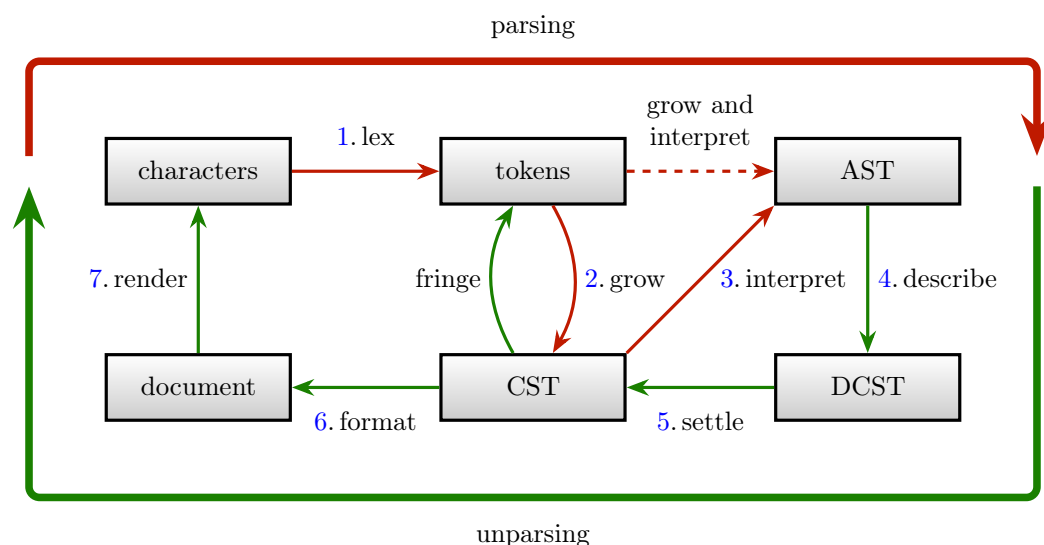 parsing
grow and
interpret
1. lex
characters
tokens
AST
7. render
fringe
2. grow
3. interpret
4. describe
document
CST
DCST
6. format
5. settle
unparsing